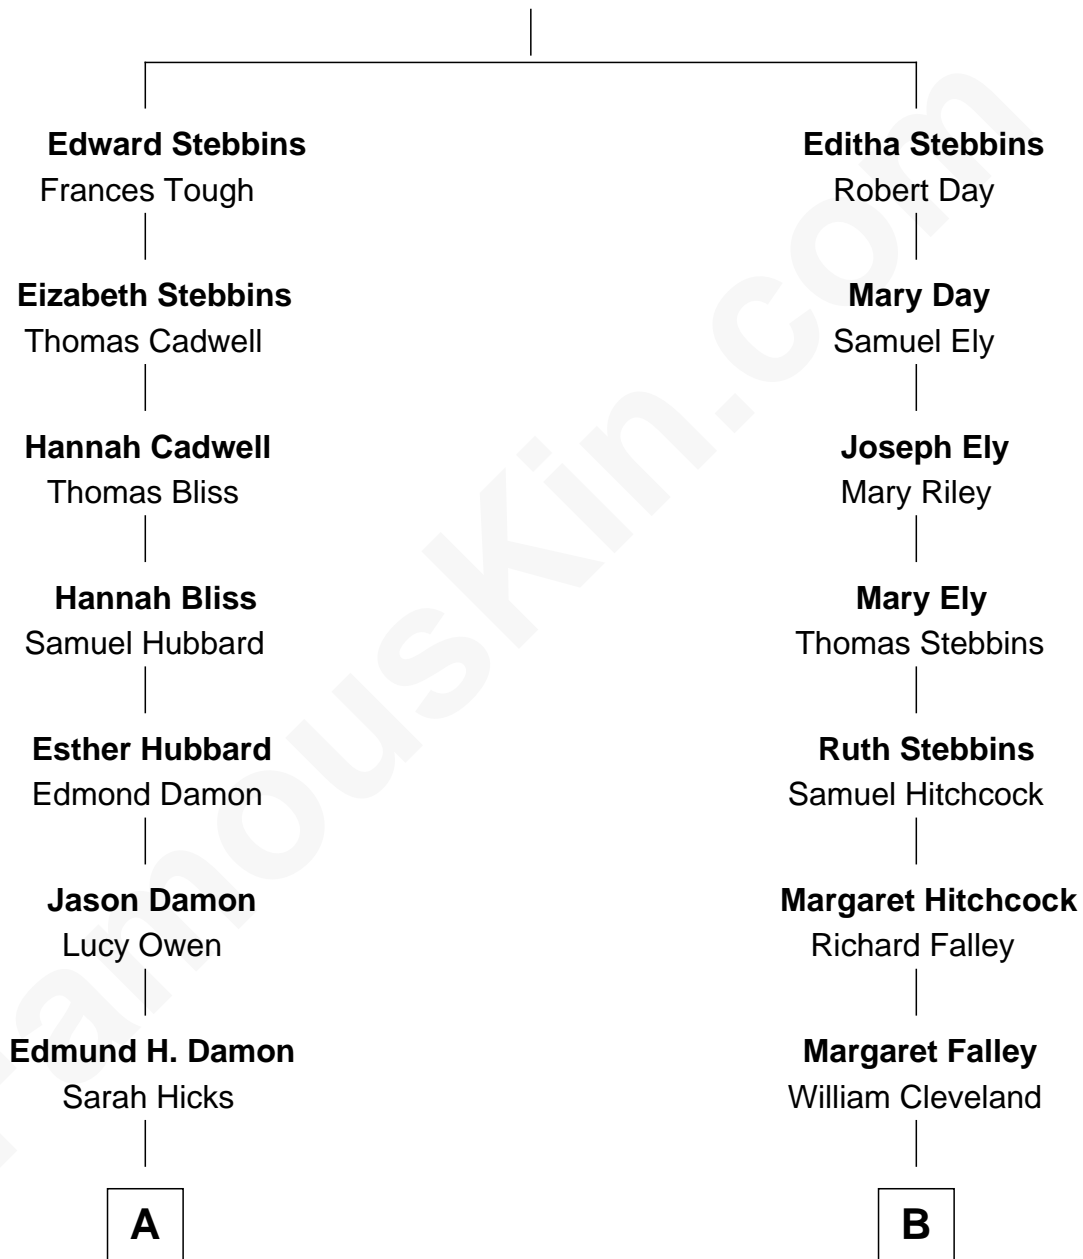 Edward Stebbins
Frances Tough
Eizabeth Stebbins
Thomas Cadwell
Hannah Cadwell
Thomas Bliss
Hannah Bliss
Samuel Hubbard
Esther Hubbard
Edmond Damon
Jason Damon
Lucy Owen
Edmund H. Damon
Sarah Hicks
A
Editha Stebbins
Robert Day
Mary Day
Samuel Ely
Joseph Ely
Mary Riley
Mary Ely
Thomas Stebbins
Ruth Stebbins
Samuel Hitchcock
Margaret Hitchcock
Richard Falley
Margaret Falley
William Cleveland
B
FamousKin.com